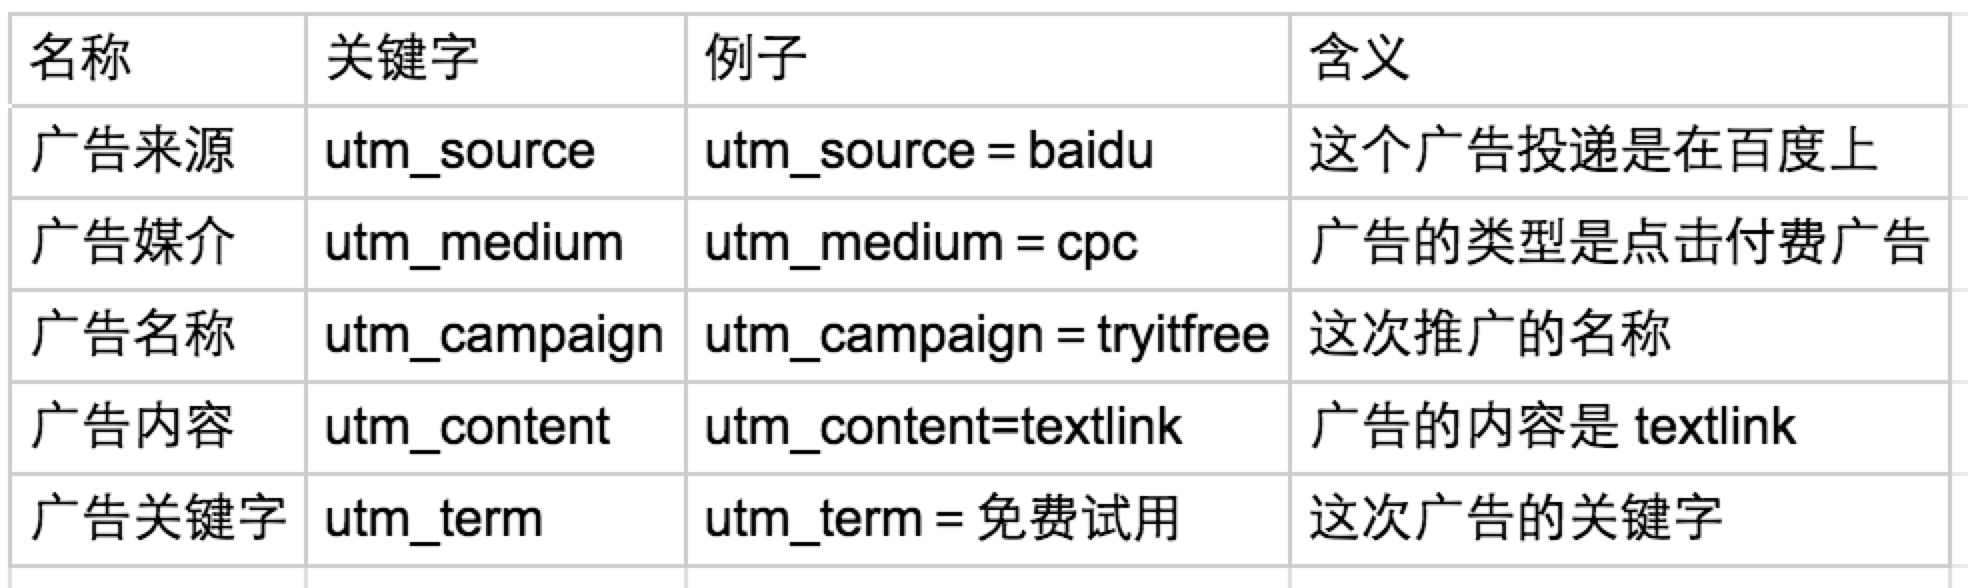 名称 关键字 例子 含义
广告来源 utm_source utm_source = baidu 这个广告投递是在百度上
广告媒介 utm_medium utm_medium = cpc 广告的类型是点击付费广告
广告名称 utm_campaign utm_campaign = tryitfree 这次推广的名称
广告内容 utm_content utm_content=textlink 广告的内容是 textlink
广告关键字 utm_term utm_term = 免费试用 这次广告的关键字